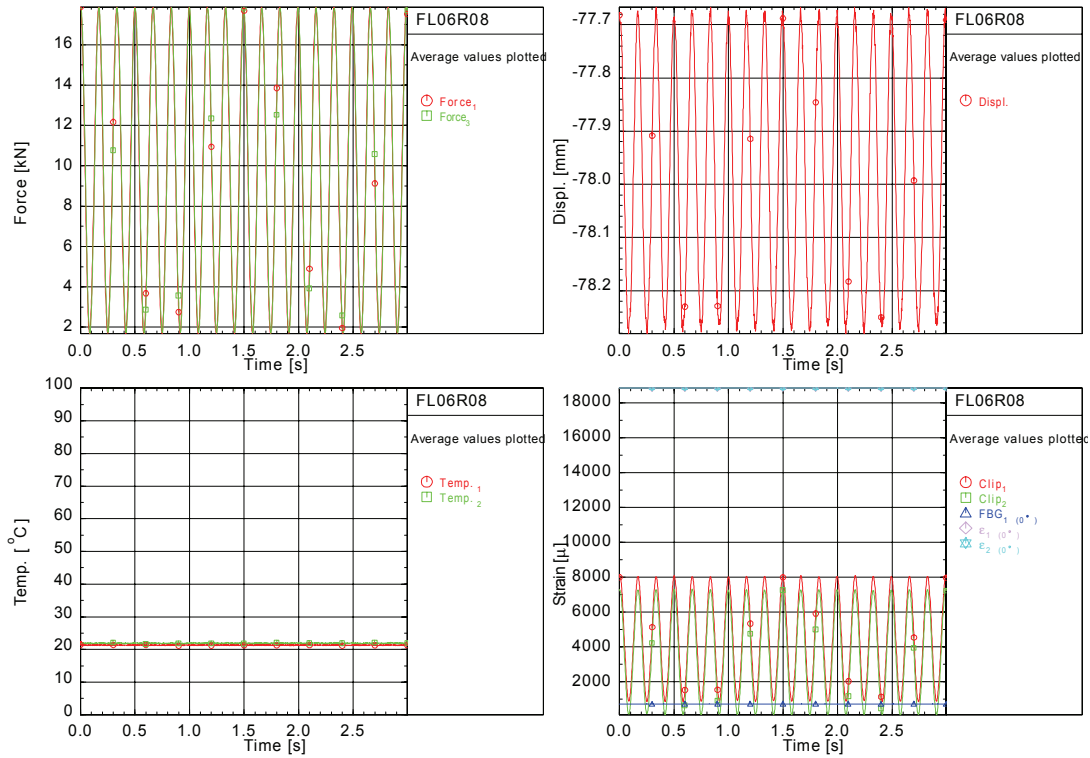 FL06R08
Average values plotted
Force₁
Force₃
16
14
12
10
8
6
4
2
Force [kN]
0.0 0.5 1.0 1.5 2.0 2.5
Time [s]
FL06R08
Average values plotted
Displ.
-77.7
-77.8
-77.9
-78.0
-78.1
-78.2
Displ. [mm]
0.0 0.5 1.0 1.5 2.0 2.5
Time [s]
FL06R08
Average values plotted
Temp. ₁
Temp. ₂
100
90
80
70
60
50
40
30
20
10
0
Temp. [ °C]
0.0 0.5 1.0 1.5 2.0 2.5
Time [s]
FL06R08
Average values plotted
Clip₁
Clip₂
FBG₁ (0°)
ε₁ (0°)
ε₂ (0°)
18000
16000
14000
12000
10000
8000
6000
4000
2000
Strain [μ]
0.0 0.5 1.0 1.5 2.0 2.5
Time [s]